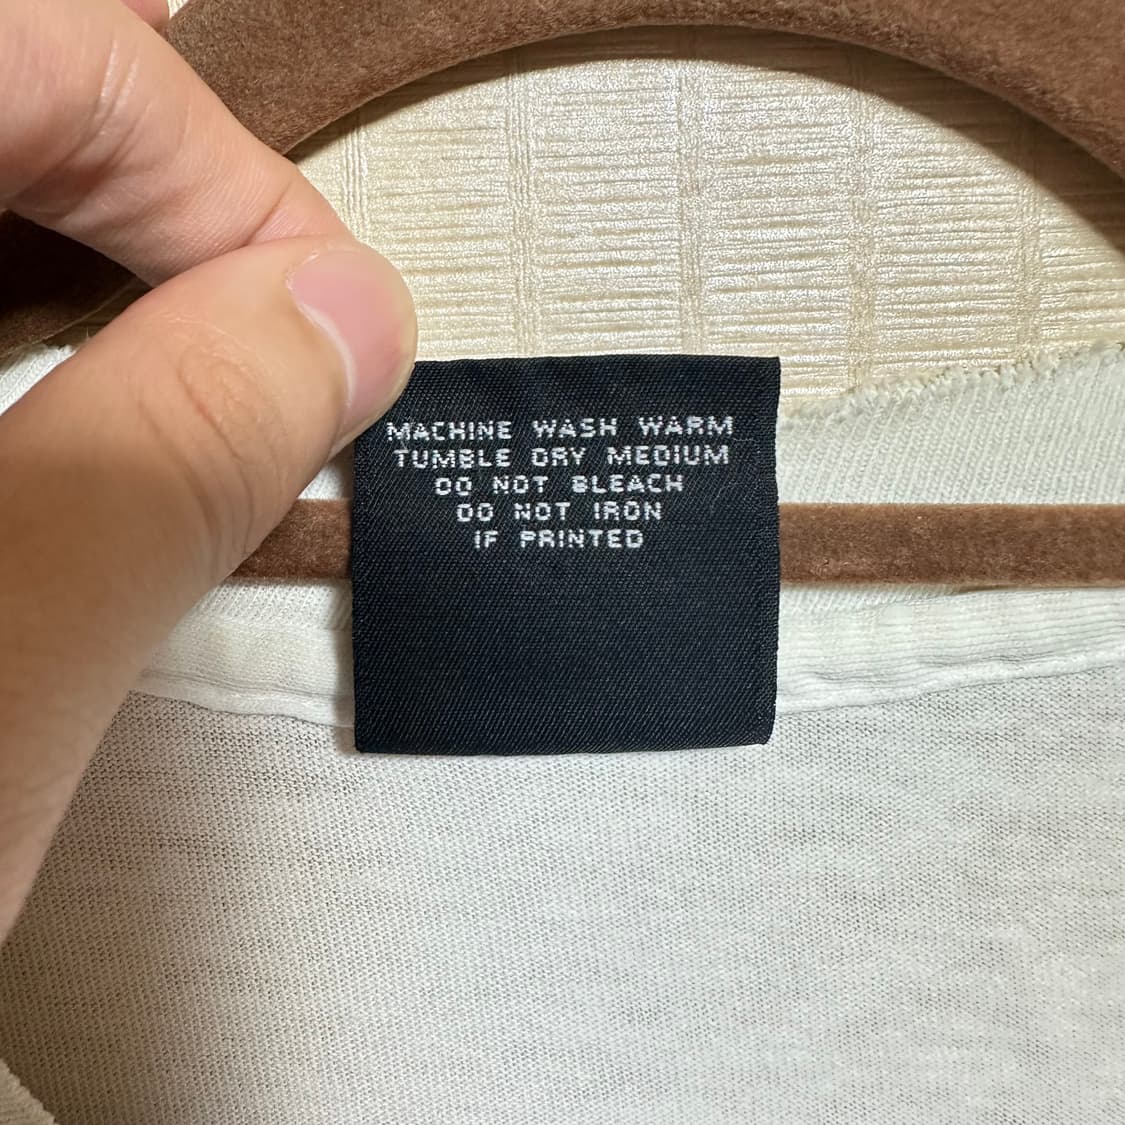 MACHINE WASH WARM
TUMBLE DRY MEDIUM
DO NOT BLEACH
DO NOT IRON
IF PRINTED